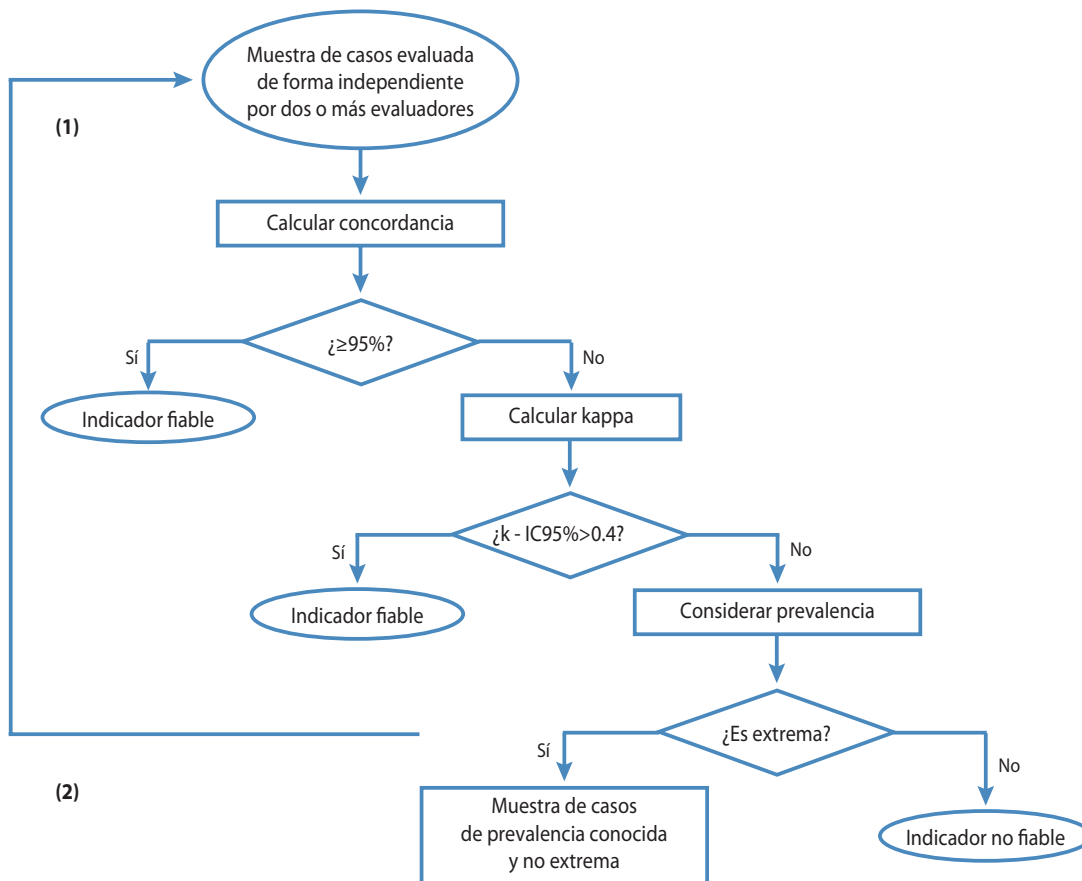 Muestra de casos evaluada
de forma independiente
por dos o más evaluadores
(1)
Calcular concordancia
¿≥95%?
Sí
No
Indicador fiable
Calcular kappa
¿k - IC95%>0.4?
Sí
No
Indicador fiable
Considerar prevalencia
¿Es extrema?
Sí
No
(2)
Muestra de casos
de prevalencia conocida
y no extrema
Indicador no fiable